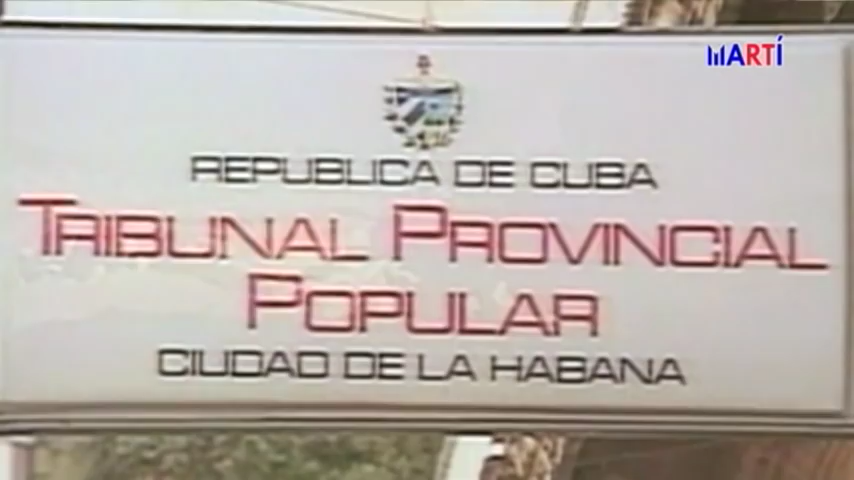 MARTÍ
REPUBLICA DE CUBA
TRIBUNAL PROVINCIAL
POPULAR
CIUDAD DE LA HABANA